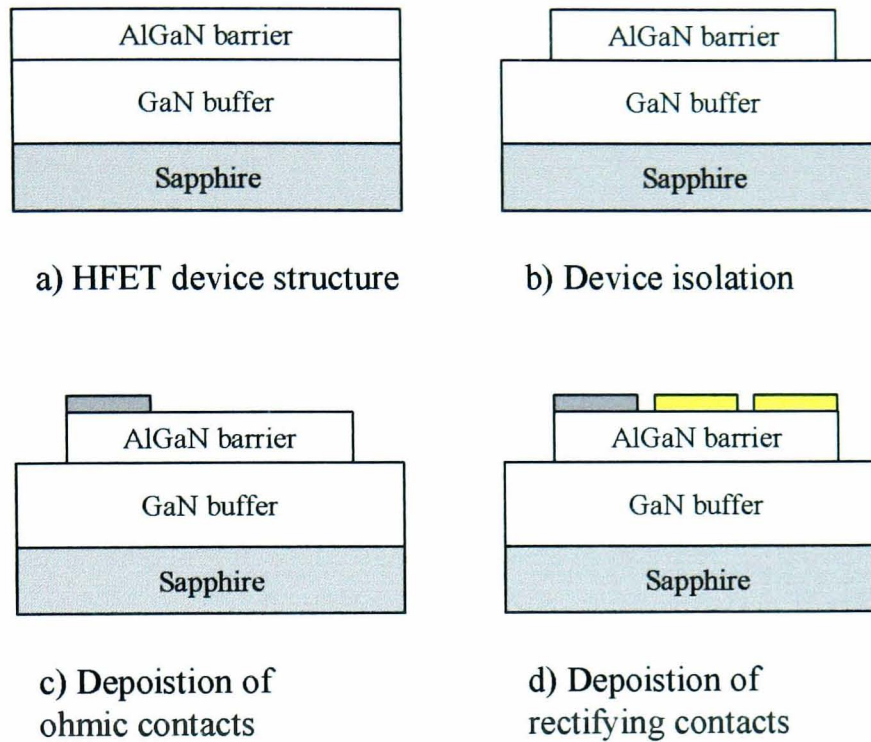 AlGaN barrier
GaN buffer
Sapphire
a) HFET device structure
AlGaN barrier
GaN buffer
Sapphire
b) Device isolation
AlGaN barrier
GaN buffer
Sapphire
c) Depoistion of
ohmic contacts
AlGaN barrier
GaN buffer
Sapphire
d) Depoistion of
rectifying contacts